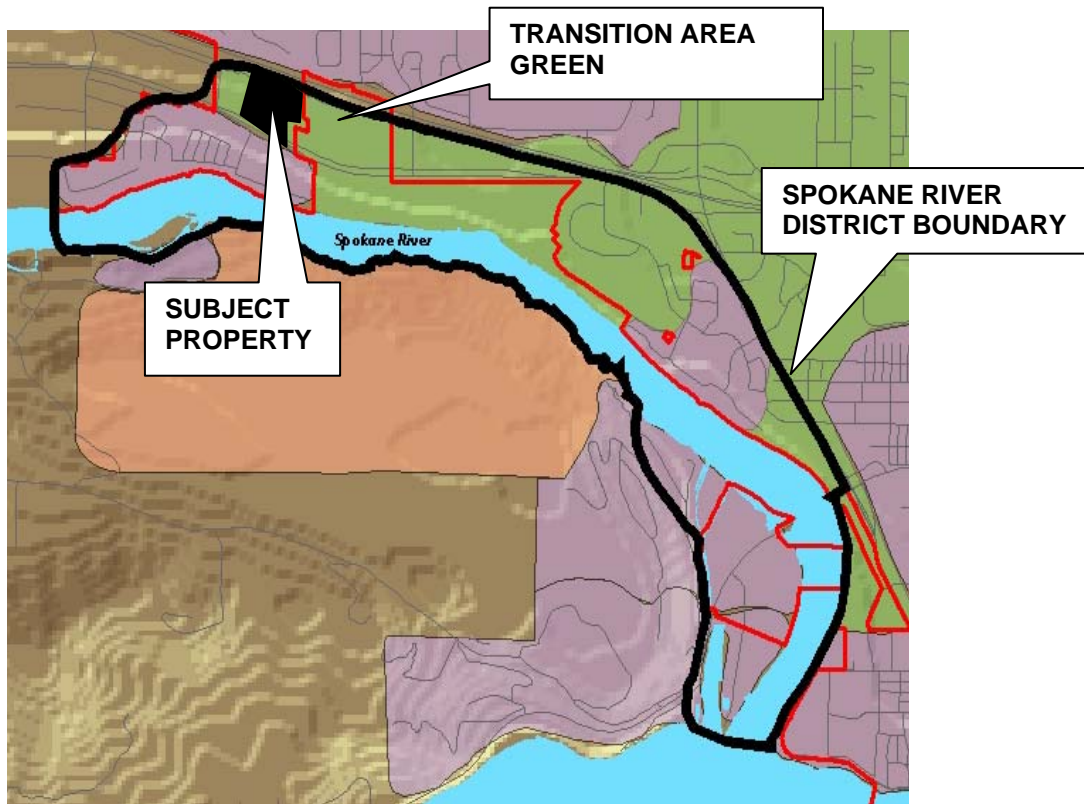 TRANSITION AREA
GREEN
SPOKANE RIVER
DISTRICT BOUNDARY
Spokane River
SUBJECT
PROPERTY